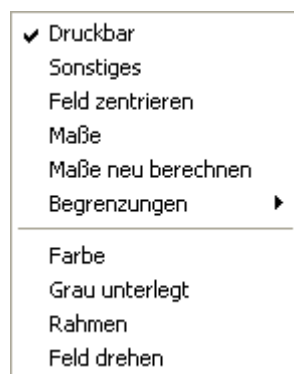 Druckbar
Sonstiges
Feld zentrieren
Maße
Maße neu berechnen
Begrenzungen
Farbe
Grau unterlegt
Rahmen
Feld drehen